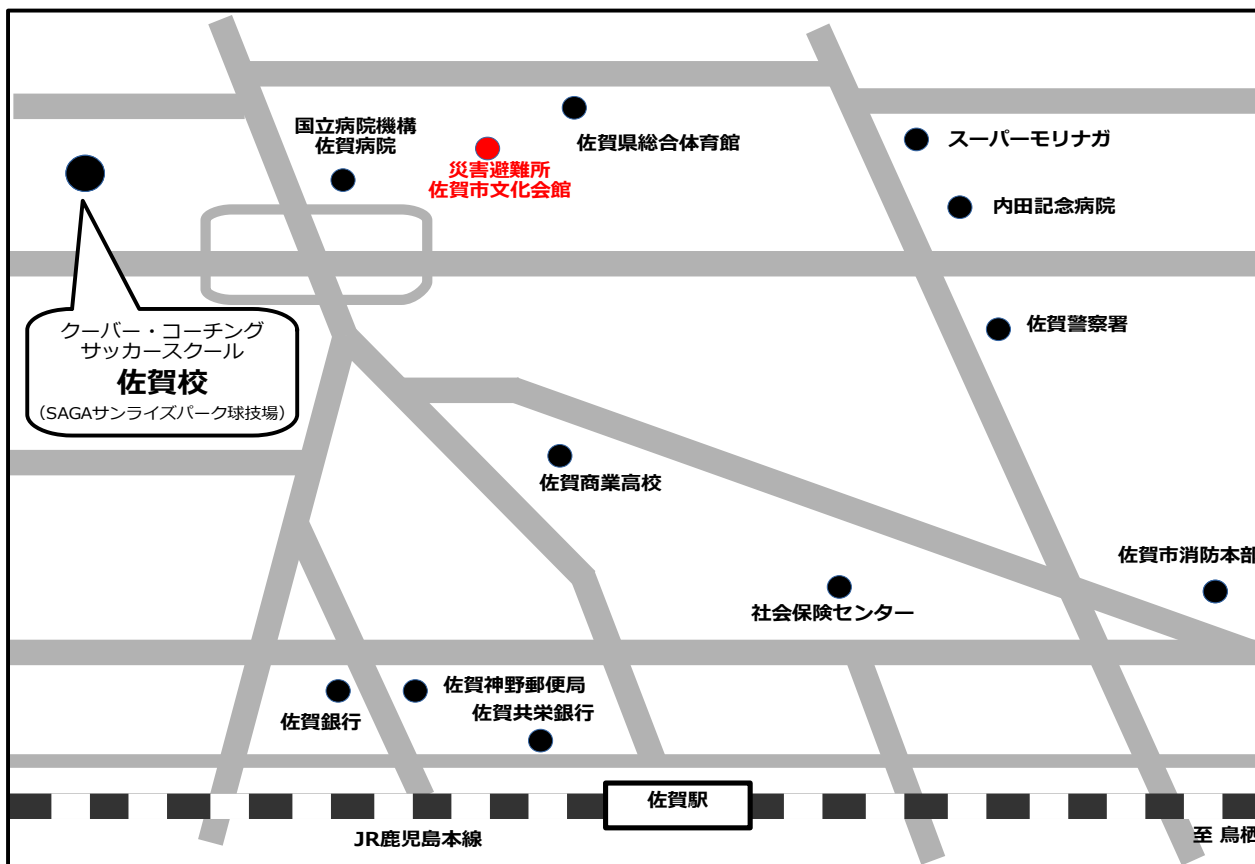 国立病院機構
佐賀病院
災害避難所
佐賀市文化会館
佐賀県総合体育館
スーパーモリナガ
内田記念病院
クーバー・コーチング
サッカースクール
佐賀校
(SAGAサンライズパーク球技場)
佐賀警察署
佐賀商業高校
佐賀市消防本部
社会保険センター
佐賀銀行
佐賀神野郵便局
佐賀共栄銀行
佐賀駅
JR鹿児島本線
至 鳥栖